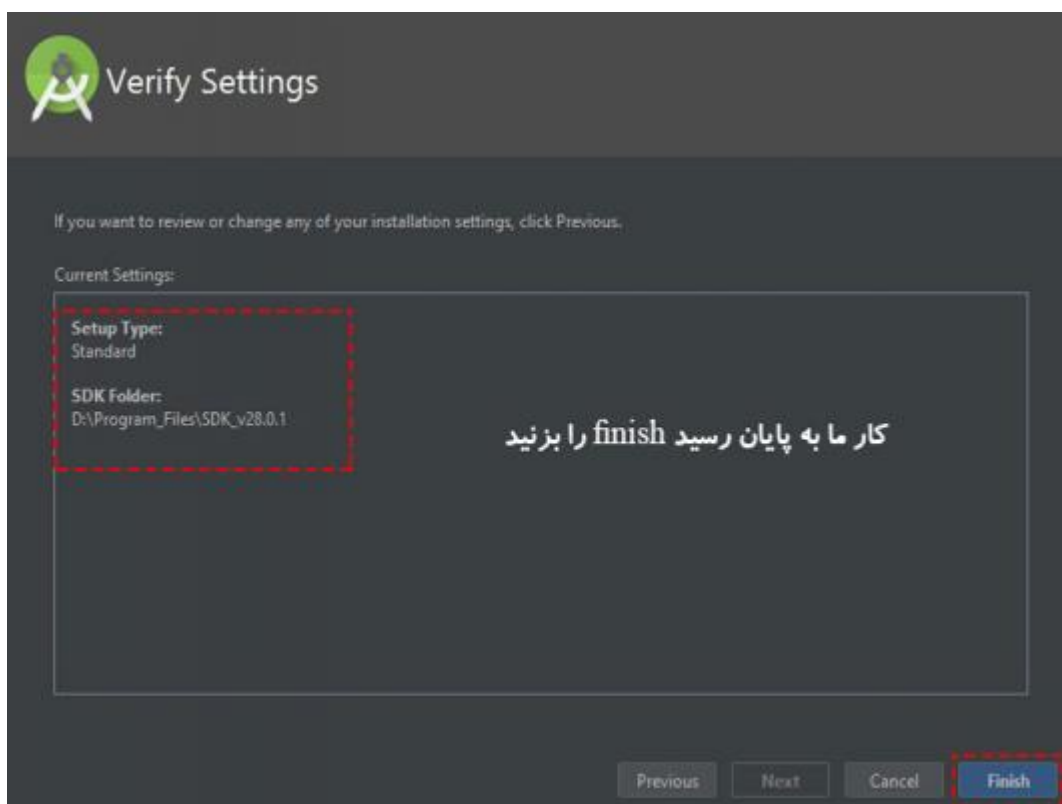 Verify Settings
If you want to review or change any of your installation settings, click Previous.
Current Settings:
Setup Type:
Standard
SDK Folder:
D:\Program_Files\SDK_v28.0.1
کار ما به پایان رسید finish را بزنید
Previous Next Cancel Finish